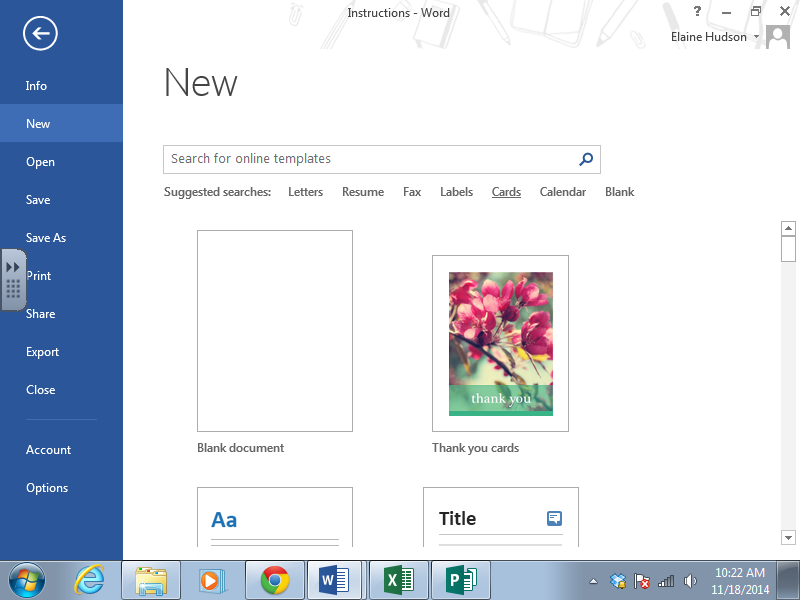 Instructions - Word
?
Elaine Hudson
Info
New
Open
Save
Save As
Print
Share
Export
Close
Account
Options
New
Search for online templates
Suggested searches: Letters Resume Fax Labels Cards Calendar Blank
thank you
Blank document
Thank you cards
Aa
Title
10:22 AM
11/18/2014